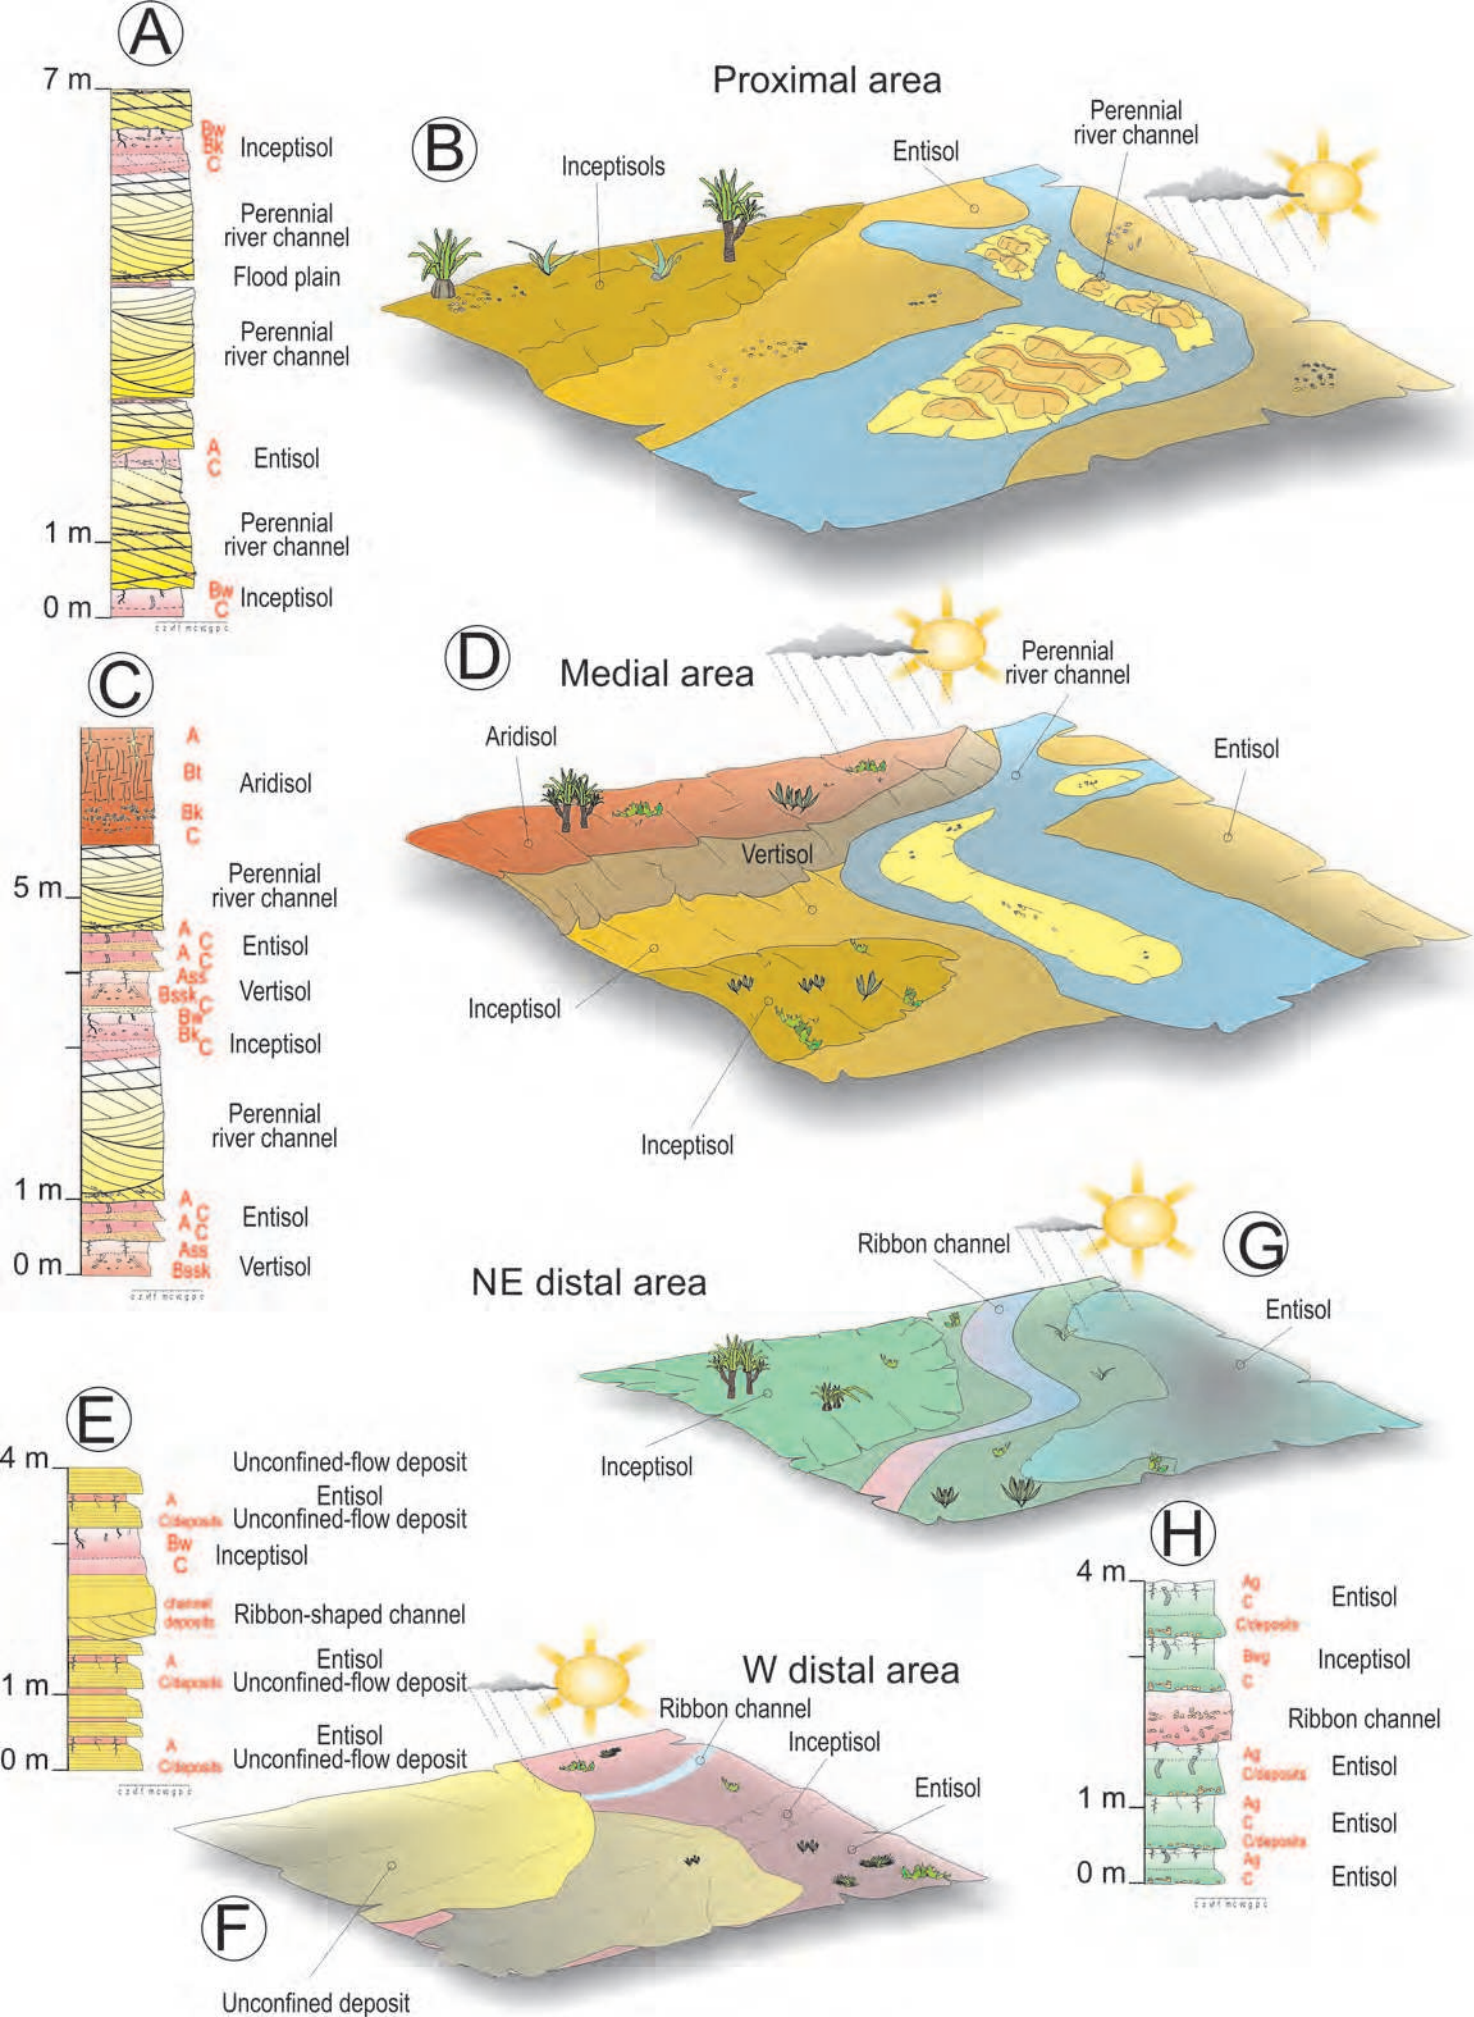 A
7 m
Bw
Bk
C
Inceptisol
Perennial
river channel
Flood plain
Perennial
river channel
A
C
Entisol
Perennial
river channel
1 m
Bw
C
Inceptisol
0 m
Proximal area
B
Inceptisols
Entisol
Perennial
river channel
C
A
Bt
Bk
C
Aridisol
Perennial
river channel
5 m
A
C
A
C
Entisol
Ass
Bssk
C
Vertisol
Bw
Bk
C
Inceptisol
Perennial
river channel
1 m
A
C
A
C
Entisol
Ass
Bssk
Vertisol
0 m
D
Medial area
Perennial
river channel
Aridisol
Entisol
Vertisol
Inceptisol
Inceptisol
NE distal area
G
Ribbon channel
Entisol
Inceptisol
E
4 m
Unconfined-flow deposit
A
Entisol
C/deposits
Unconfined-flow deposit
Bw
C
Inceptisol
channel
deposits
Ribbon-shaped channel
A
Entisol
C/deposits
Unconfined-flow deposit
1 m
A
Entisol
C/deposits
Unconfined-flow deposit
0 m
W distal area
Ribbon channel
Inceptisol
Entisol
F
Unconfined deposit
H
4 m
Ag
C
C/deposits
Entisol
Bwg
C
Inceptisol
Ribbon channel
Ag
C/deposits
Entisol
1 m
Ag
C
C/deposits
Entisol
Ag
C
Entisol
0 m